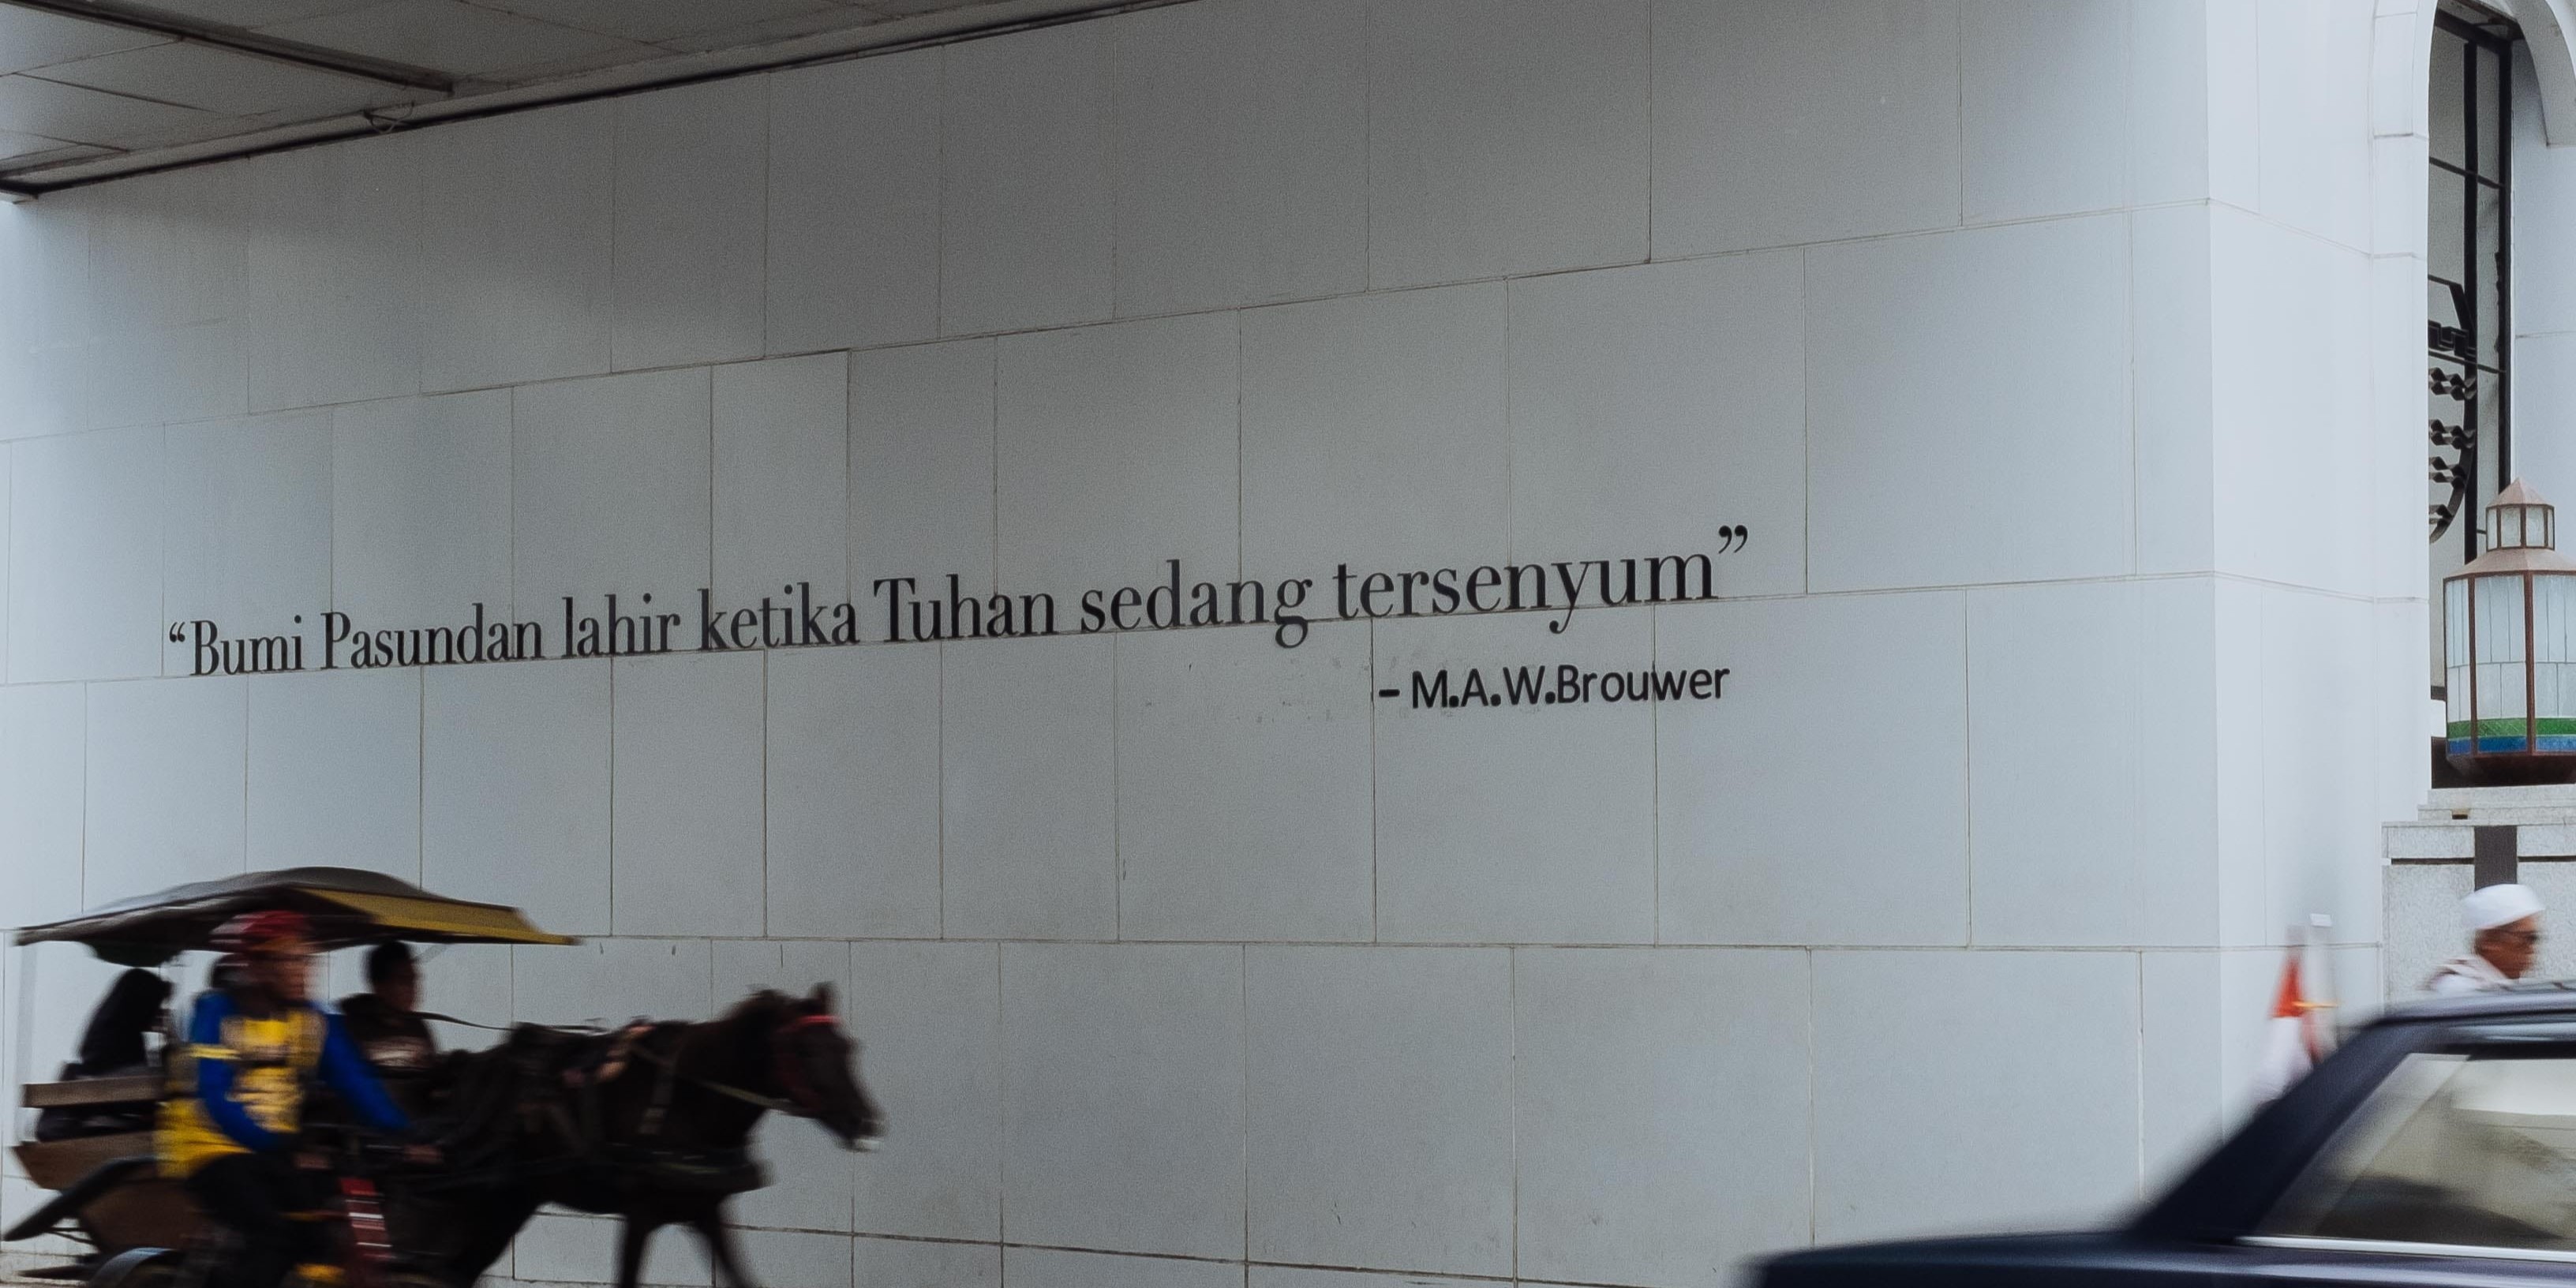 “Bumi Pasundan lahir ketika Tuhan sedang tersenyum”
– M.A.W.Brouwer